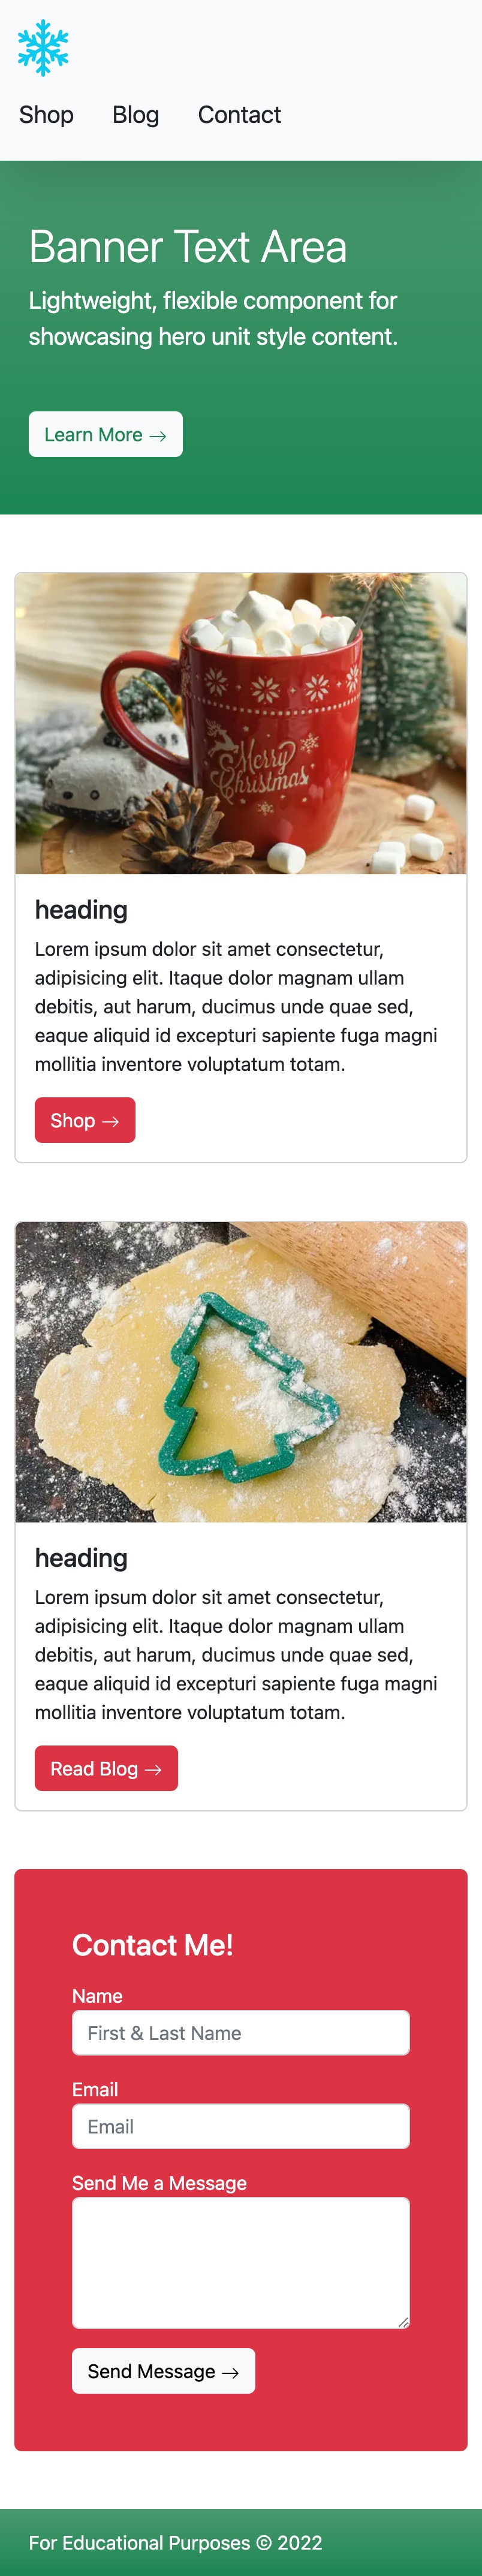 Shop Blog Contact
Banner Text Area
Lightweight, flexible component for
showcasing hero unit style content.
Learn More →
Merry
Christmas
heading
Lorem ipsum dolor sit amet consectetur,
adipisicing elit. Itaque dolor magnam ullam
debitis, aut harum, ducimus unde quae sed,
eaque aliquid id excepturi sapiente fuga magni
mollitia inventore voluptatum totam.
Shop →
heading
Lorem ipsum dolor sit amet consectetur,
adipisicing elit. Itaque dolor magnam ullam
debitis, aut harum, ducimus unde quae sed,
eaque aliquid id excepturi sapiente fuga magni
mollitia inventore voluptatum totam.
Read Blog →
Contact Me!
Name
First & Last Name
Email
Email
Send Me a Message
Send Message →
For Educational Purposes © 2022